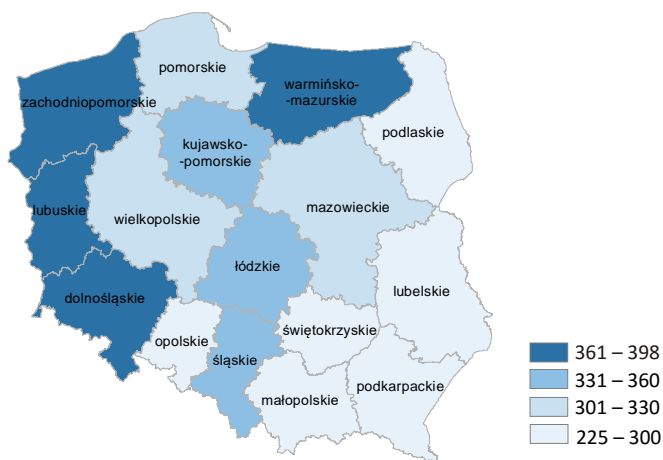 pomorskie
warmińsko-
-mazurskie
zachodniopomorskie
podlaskie
kujawsko-
-pomorskie
mazowieckie
lubuskie
wielkopolskie
łódzkie
lubelskie
dolnośląskie
świętokrzyskie
opolskie
śląskie
podkarpackie
małopolskie
361 – 398
331 – 360
301 – 330
225 – 300